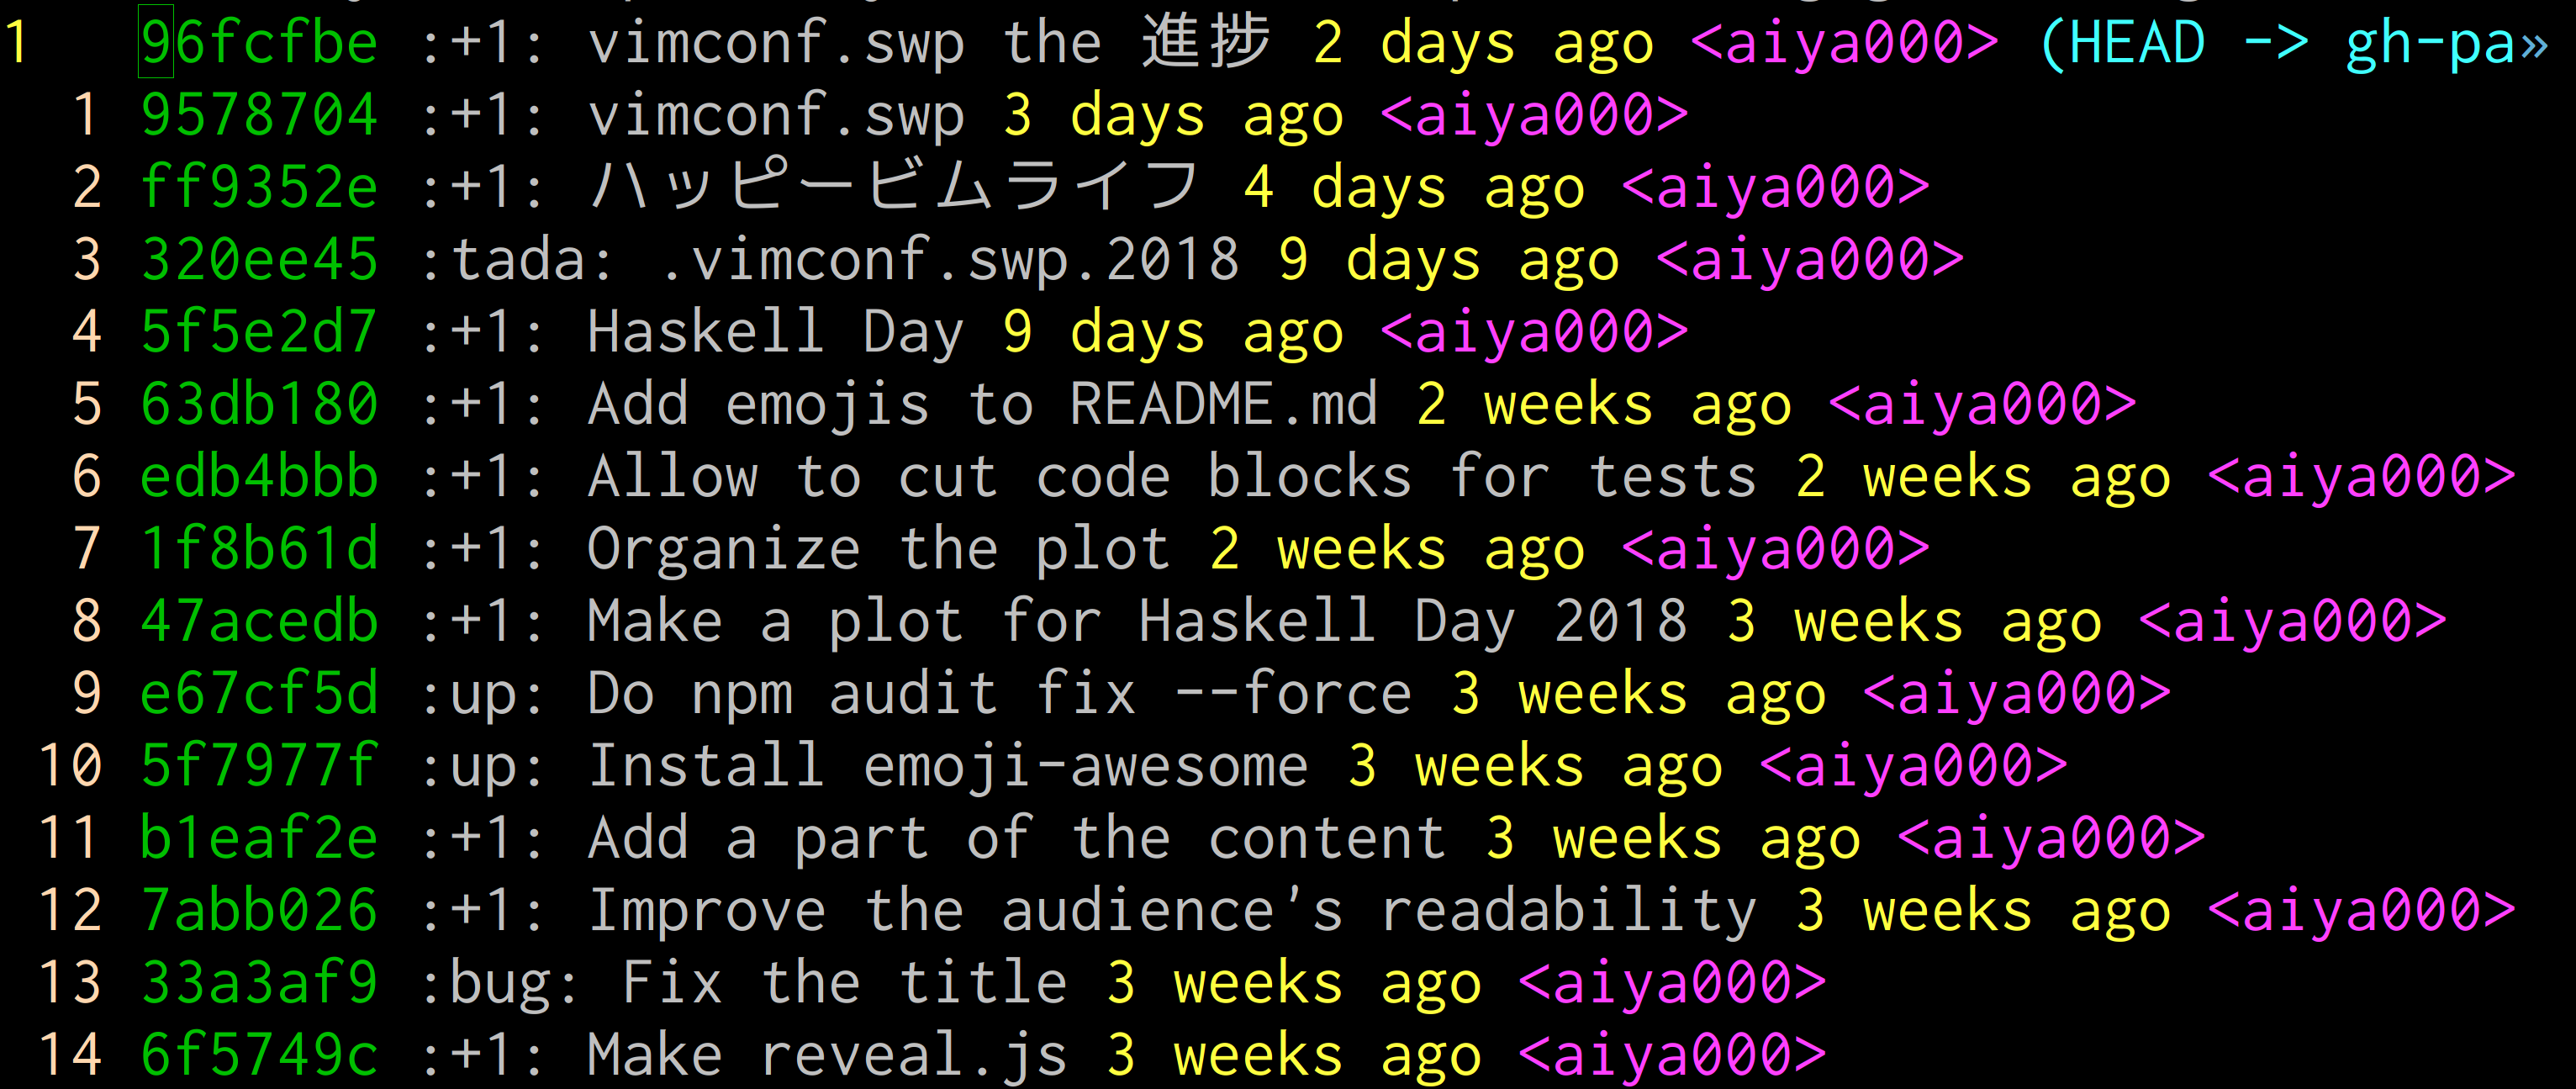 1 96fcfbe :+1: vimconf.swp the 進捗 2 days ago <aiya000> (HEAD -> gh-pa»
1 9578704 :+1: vimconf.swp 3 days ago <aiya000>
2 ff9352e :+1: ハッピービムライフ 4 days ago <aiya000>
3 320ee45 :tada: .vimconf.swp.2018 9 days ago <aiya000>
4 5f5e2d7 :+1: Haskell Day 9 days ago <aiya000>
5 63db180 :+1: Add emojis to README.md 2 weeks ago <aiya000>
6 edb4bbb :+1: Allow to cut code blocks for tests 2 weeks ago <aiya000>
7 1f8b61d :+1: Organize the plot 2 weeks ago <aiya000>
8 47acedb :+1: Make a plot for Haskell Day 2018 3 weeks ago <aiya000>
9 e67cf5d :up: Do npm audit fix --force 3 weeks ago <aiya000>
10 5f7977f :up: Install emoji-awesome 3 weeks ago <aiya000>
11 b1eaf2e :+1: Add a part of the content 3 weeks ago <aiya000>
12 7abb026 :+1: Improve the audience's readability 3 weeks ago <aiya000>
13 33a3af9 :bug: Fix the title 3 weeks ago <aiya000>
14 6f5749c :+1: Make reveal.js 3 weeks ago <aiya000>